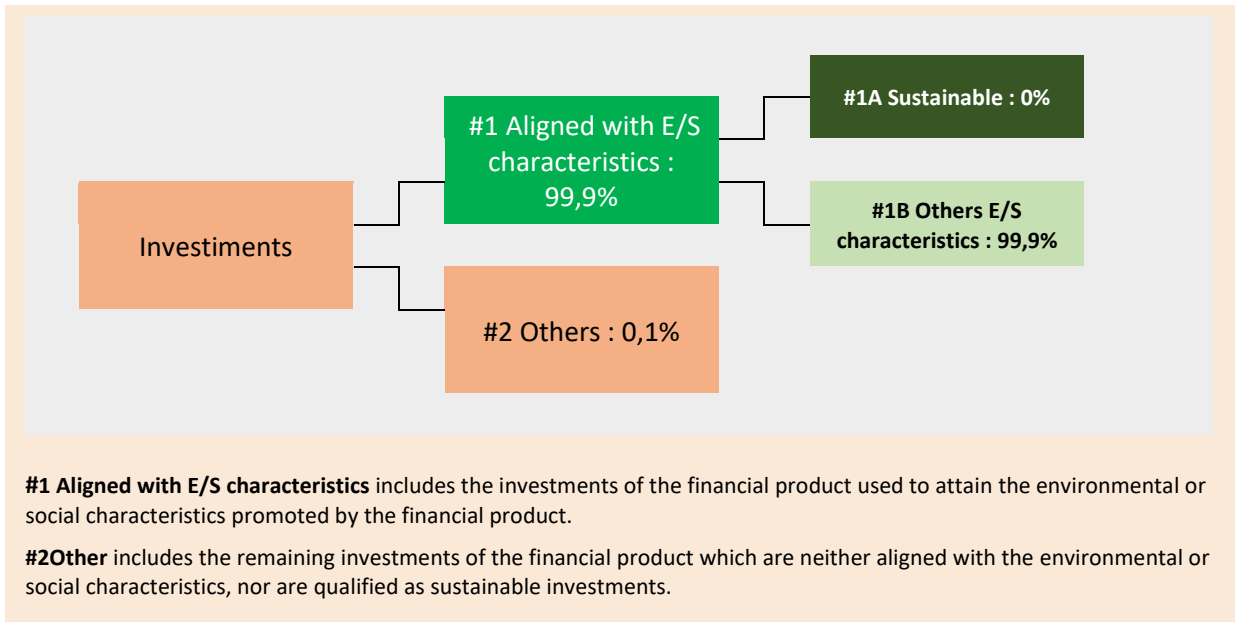 #1A Sustainable : 0%
#1 Aligned with E/S
characteristics :
99,9%
#1B Others E/S
characteristics : 99,9%
Investiments
#2 Others : 0,1%
#1 Aligned with E/S characteristics includes the investments of the financial product used to attain the environmental or
social characteristics promoted by the financial product.
#2Other includes the remaining investments of the financial product which are neither aligned with the environmental or
social characteristics, nor are qualified as sustainable investments.